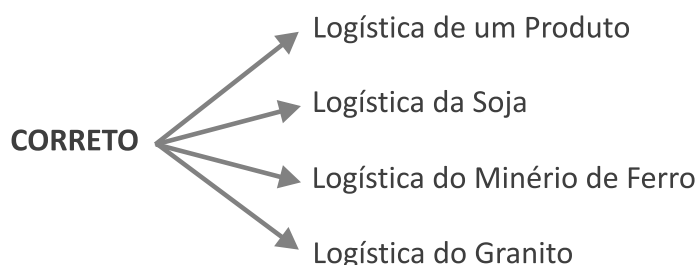 Logística de um Produto
Logística da Soja
CORRETO
Logística do Minério de Ferro
Logística do Granito